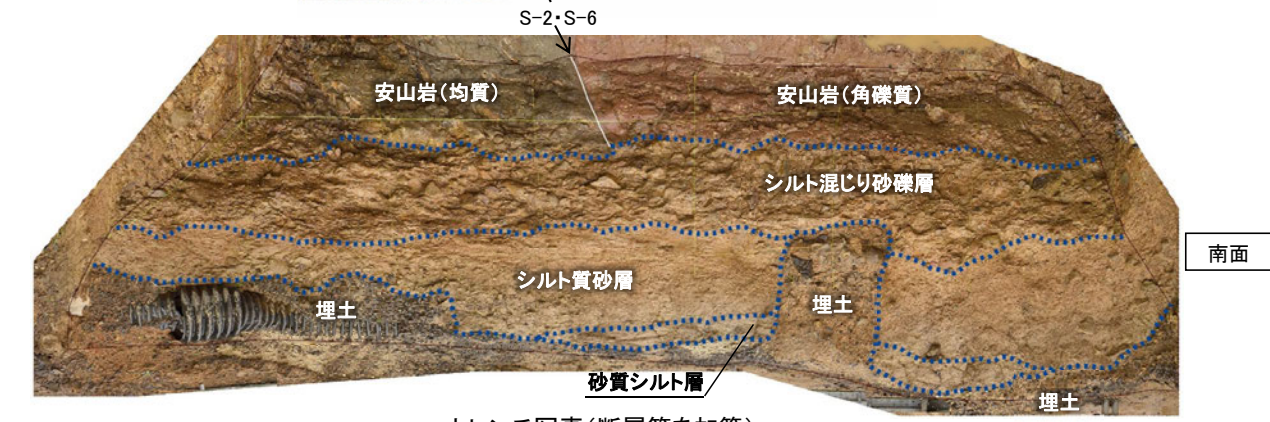 S-2・S-6
安山岩(均質)
安山岩(角礫質)
シルト混じり砂礫層
南面
シルト質砂層
埋土
埋土
砂質シルト層
埋土